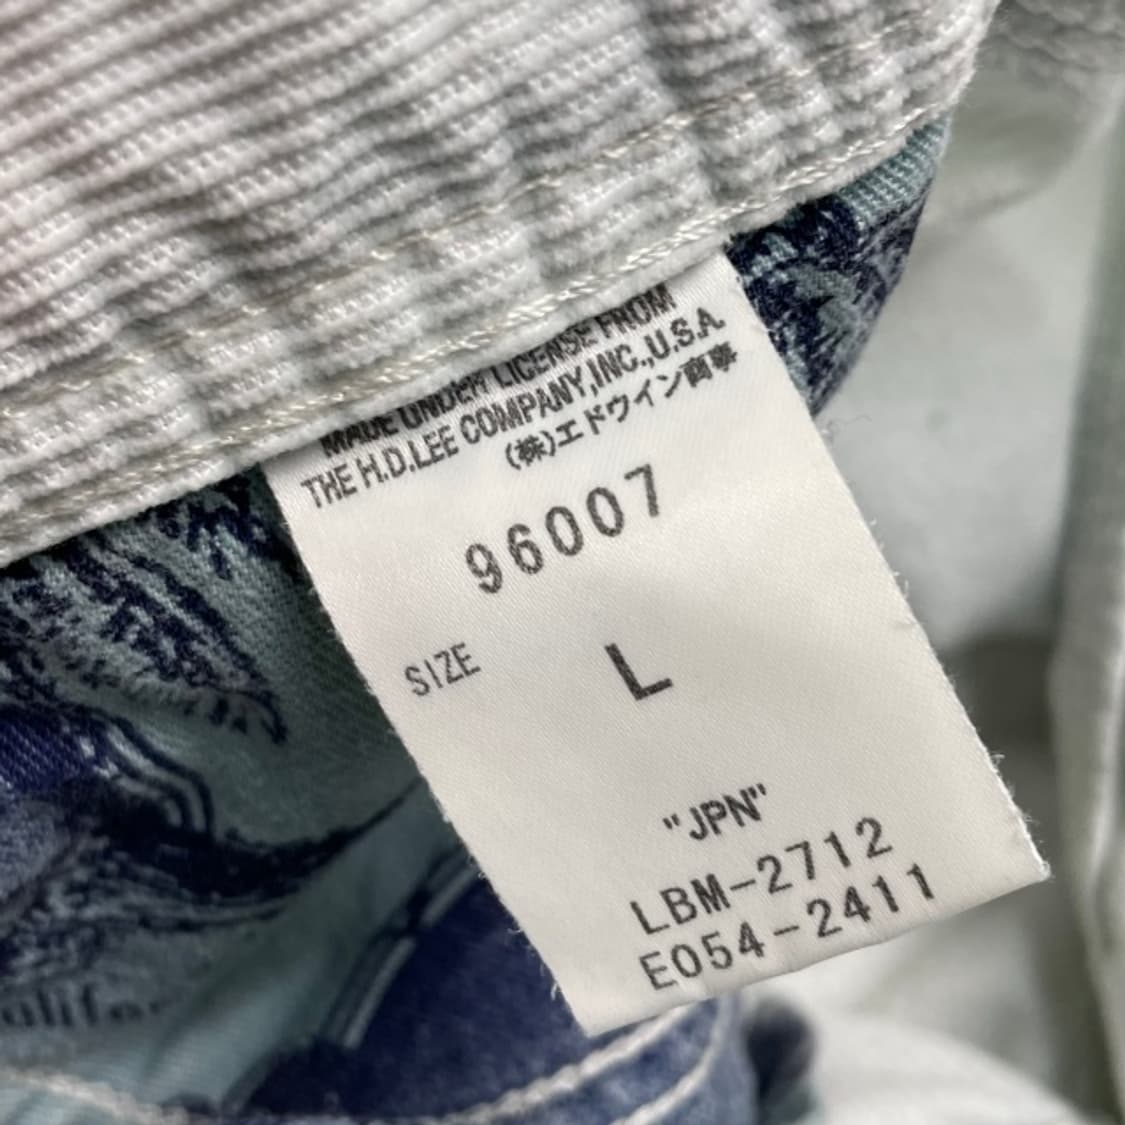 MADE UNDER LICENSE FROM
THE H.D.LEE COMPANY,INC.,U.S.A.
(株)エドウイン商事
96007
SIZE L
"JPN"
LBM-2712
E054-2411